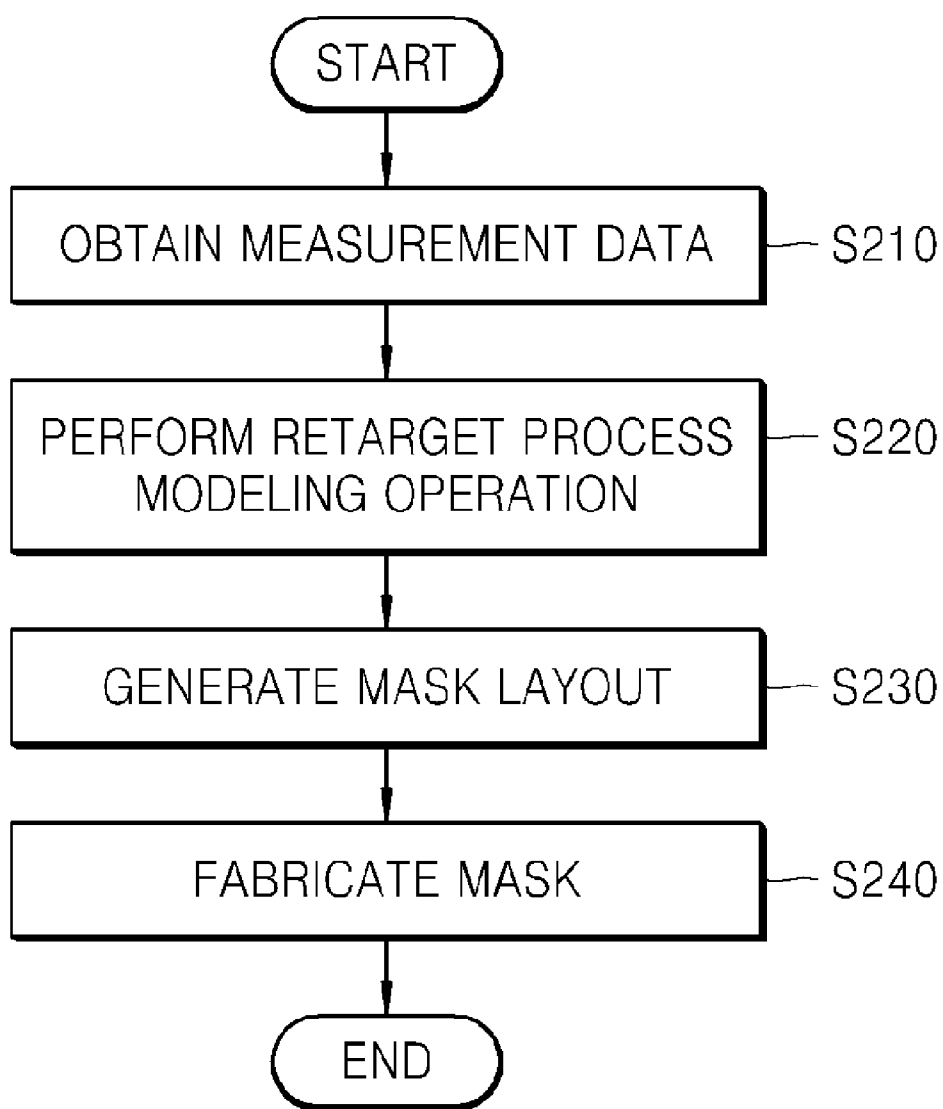 START
OBTAIN MEASUREMENT DATA
S210
PERFORM RETARGET PROCESS
MODELING OPERATION
S220
GENERATE MASK LAYOUT
S230
FABRICATE MASK
S240
END